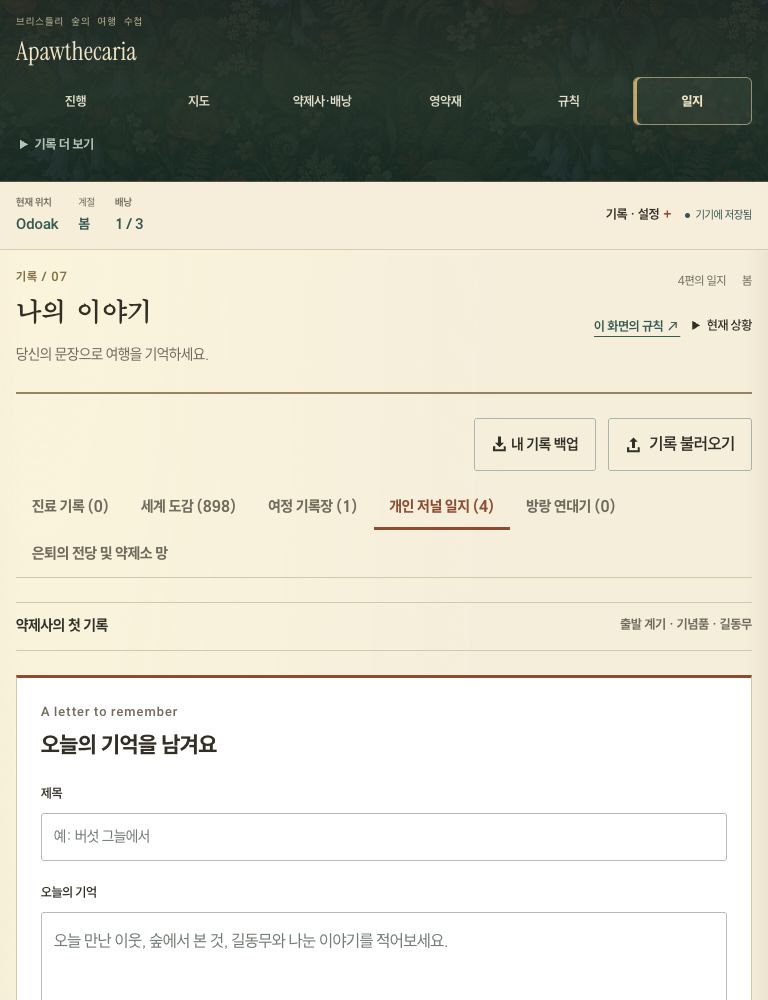 브리스틀리 숲의 여행 수첩
Apawthecaria
진행 지도 약제사·배낭 영약재 규칙 일지
▶ 기록 더 보기
현재 위치 계절 배낭
Odoak 봄 1 / 3
기록 · 설정 + ● 기기에 저장됨
기록 / 07
4편의 일지 봄
나의 이야기
이 화면의 규칙 ↗ ▶ 현재 상황
당신의 문장으로 여행을 기억하세요.
내 기록 백업 기록 불러오기
진료 기록 (0) 세계 도감 (898) 여정 기록장 (1) 개인 저널 일지 (4) 방랑 연대기 (0)
은퇴의 전당 및 약제소 망
약제사의 첫 기록 출발 계기 · 기념품 · 길동무
A letter to remember
오늘의 기억을 남겨요
제목
예: 버섯 그늘에서
오늘의 기억
오늘 만난 이웃, 숲에서 본 것, 길동무와 나눈 이야기를 적어보세요.